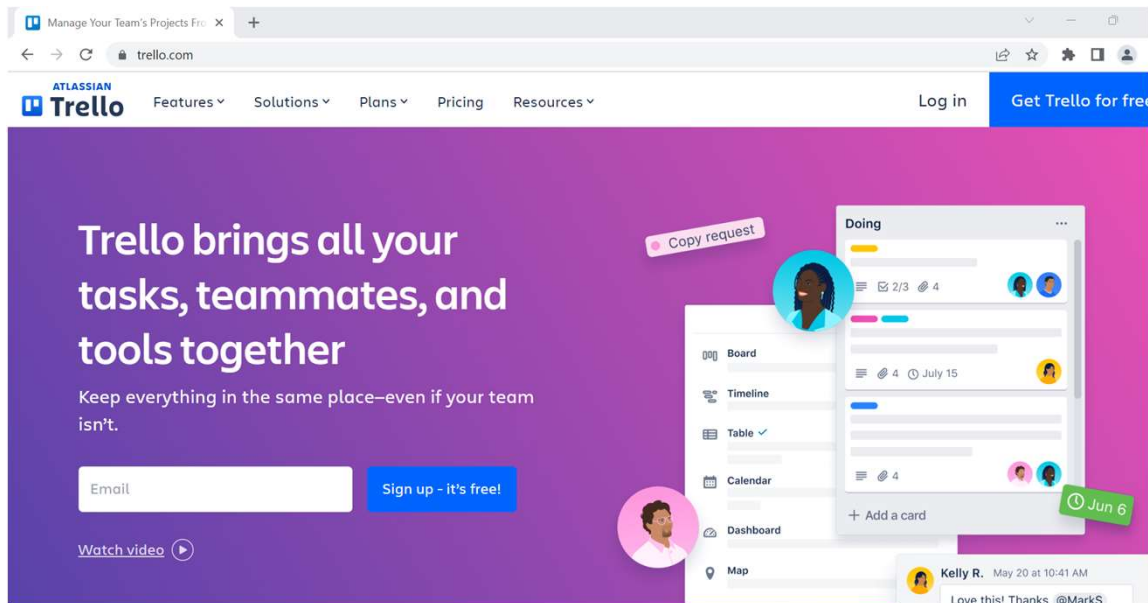 Manage Your Team's Projects Fro
trello.com
ATLASSIAN
Trello
Features
Solutions
Plans
Pricing
Resources
Log in
Get Trello for free
Trello brings all your
tasks, teammates, and
tools together
Keep everything in the same place—even if your team
isn't.
Email
Sign up - it's free!
Watch video
Copy request
Doing
2/3 4
4 July 15
4
+ Add a card
Jun 6
Board
Timeline
Table
Calendar
Dashboard
Map
Kelly R. May 20 at 10:41 AM
Love this! Thanks @MarkS